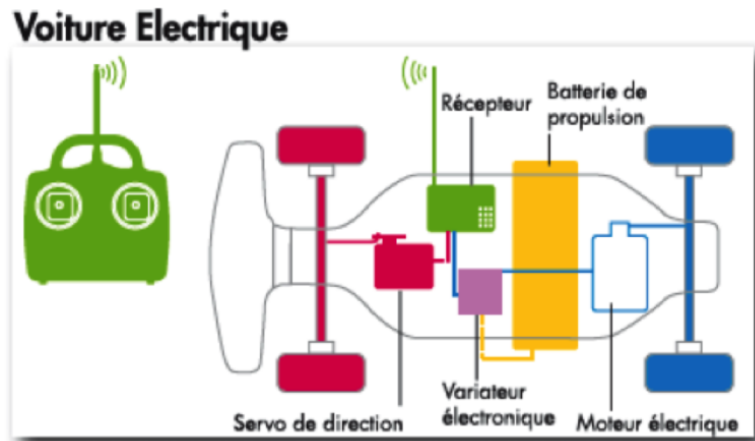 Voiture Electrique
Récepteur
Batterie de
propulsion
Servo de direction
Variateur
électronique
Moteur électrique